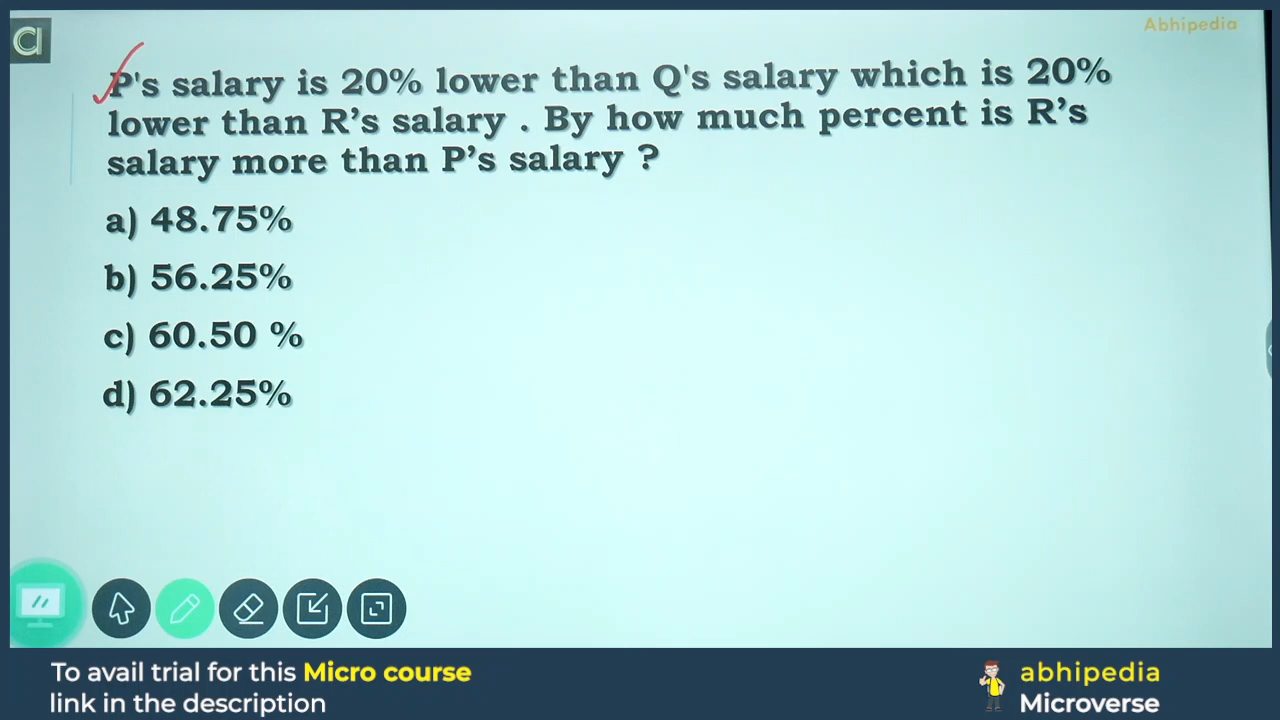 Abhipedia
P's salary is 20% lower than Q's salary which is 20%
lower than R’s salary . By how much percent is R’s
salary more than P’s salary ?
a) 48.75%
b) 56.25%
c) 60.50 %
d) 62.25%
To avail trial for this Micro course
link in the description
abhipedia
Microverse